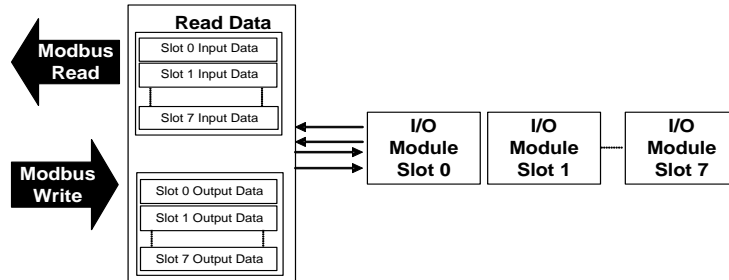 Read Data
Slot 0 Input Data
Slot 1 Input Data
Slot 7 Input Data
Modbus
Read
Modbus
Write
Slot 0 Output Data
Slot 1 Output Data
Slot 7 Output Data
I/O
Module
Slot 0
I/O
Module
Slot 1
I/O
Module
Slot 7